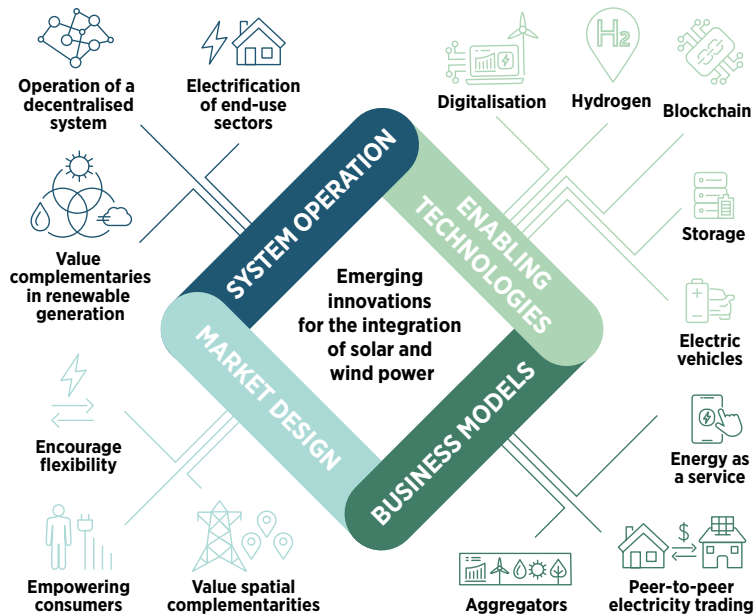 Operation of a
decentralised
system
Electrification
of end-use
sectors
Digitalisation
H2
Hydrogen
Blockchain
Value
complementaries
in renewable
generation
SYSTEM OPERATION
ENABLING
TECHNOLOGIES
Storage
Emerging
innovations
for the integration
of solar and
wind power
Electric
vehicles
MARKET DESIGN
BUSINESS MODELS
Encourage
flexibility
Energy as
a service
Empowering
consumers
Value spatial
complementarities
Aggregators
$
Peer-to-peer
electricity trading